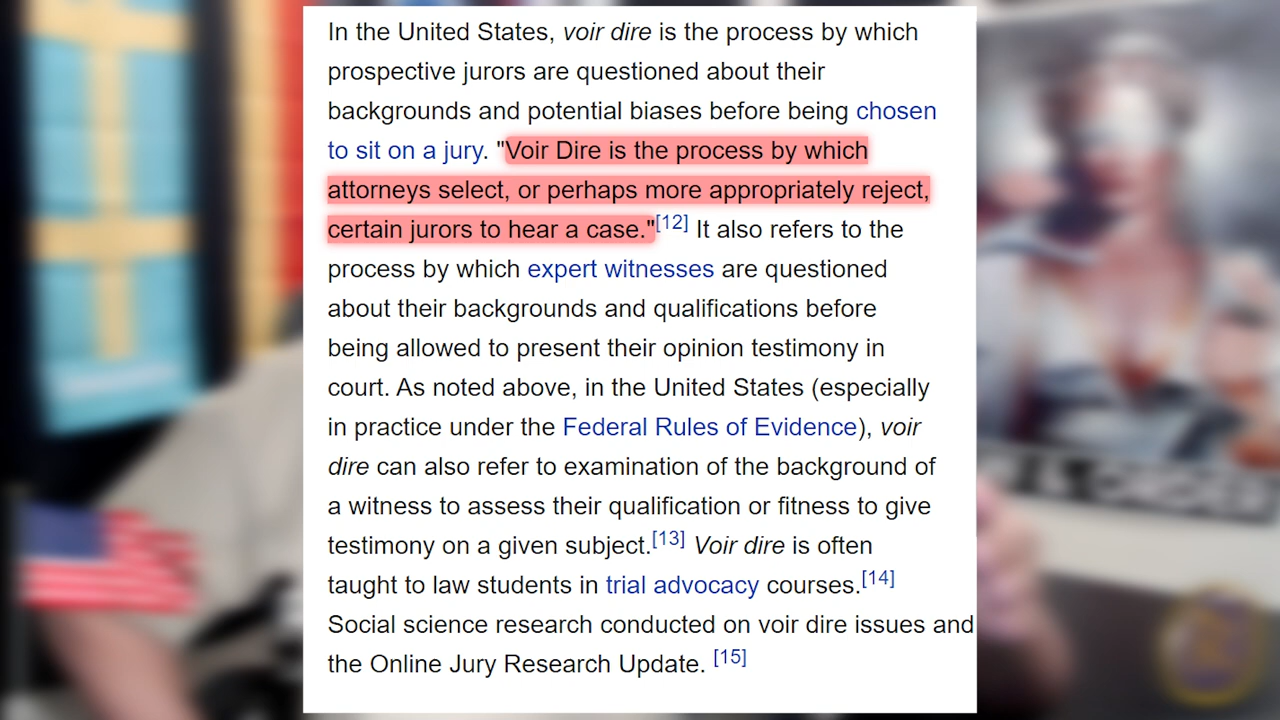 In the United States, voir dire is the process by which
prospective jurors are questioned about their
backgrounds and potential biases before being chosen
to sit on a jury. "Voir Dire is the process by which
attorneys select, or perhaps more appropriately reject,
certain jurors to hear a case."[12] It also refers to the
process by which expert witnesses are questioned
about their backgrounds and qualifications before
being allowed to present their opinion testimony in
court. As noted above, in the United States (especially
in practice under the Federal Rules of Evidence), voir
dire can also refer to examination of the background of
a witness to assess their qualification or fitness to give
testimony on a given subject.[13] Voir dire is often
taught to law students in trial advocacy courses.[14]
Social science research conducted on voir dire issues and
the Online Jury Research Update. [15]
& ORDER